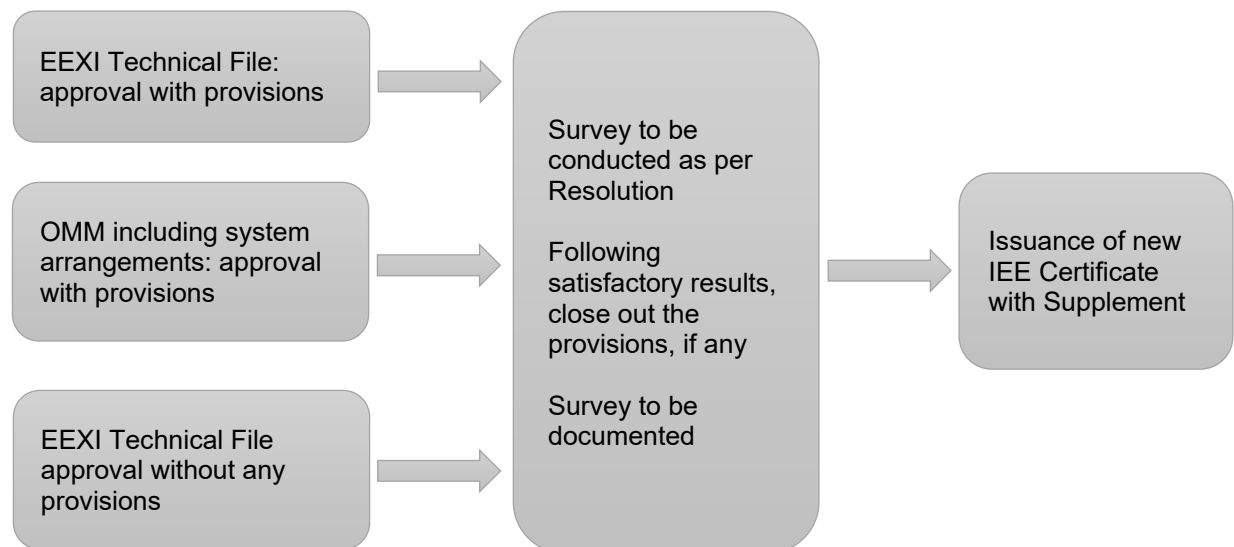 EEXI Technical File:
approval with provisions
OMM including system
arrangements: approval
with provisions
EEXI Technical File
approval without any
provisions
Survey to be
conducted as per
Resolution
Following
satisfactory results,
close out the
provisions, if any
Survey to be
documented
Issuance of new
IEE Certificate
with Supplement